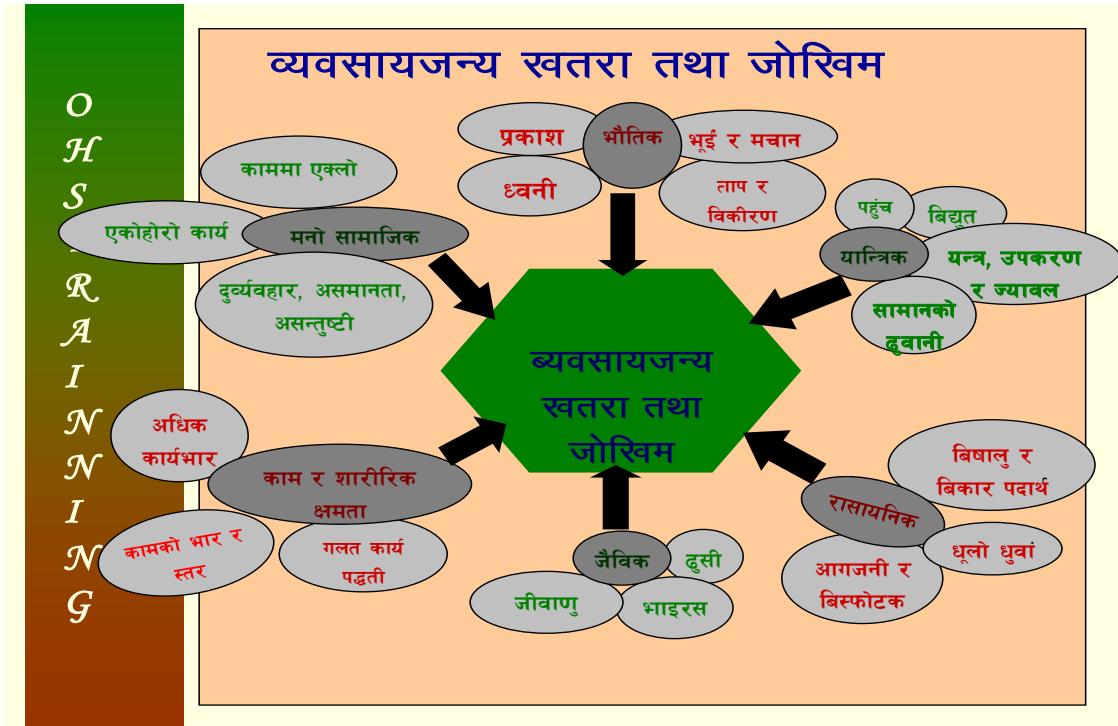 व्यवसायजन्य खतरा तथा जोखिम
OHS TRAINNING
प्रकाश
भौतिक
भूइं र मचान
ध्वनी
ताप र
विकीरण
काममा एक्लो
एकोहोरो कार्य
मनो सामाजिक
दुर्व्यवहार, असमानता,
असन्तुष्टी
पहुंच
बिद्युत
यान्त्रिक
यन्त्र, उपकरण
र ज्यावल
सामानको
ढुवानी
ब्यवसायजन्य
खतरा तथा
जोखिम
अधिक
कार्यभार
काम र शारीरिक
क्षमता
कामको भार र
स्तर
गलत कार्य
पद्धती
जैविक
ढुसी
जीवाणु
भाइरस
बिषालु र
बिकार पदार्थ
रासायनिक
धूलो धुवां
आगजनी र
बिस्फोटक